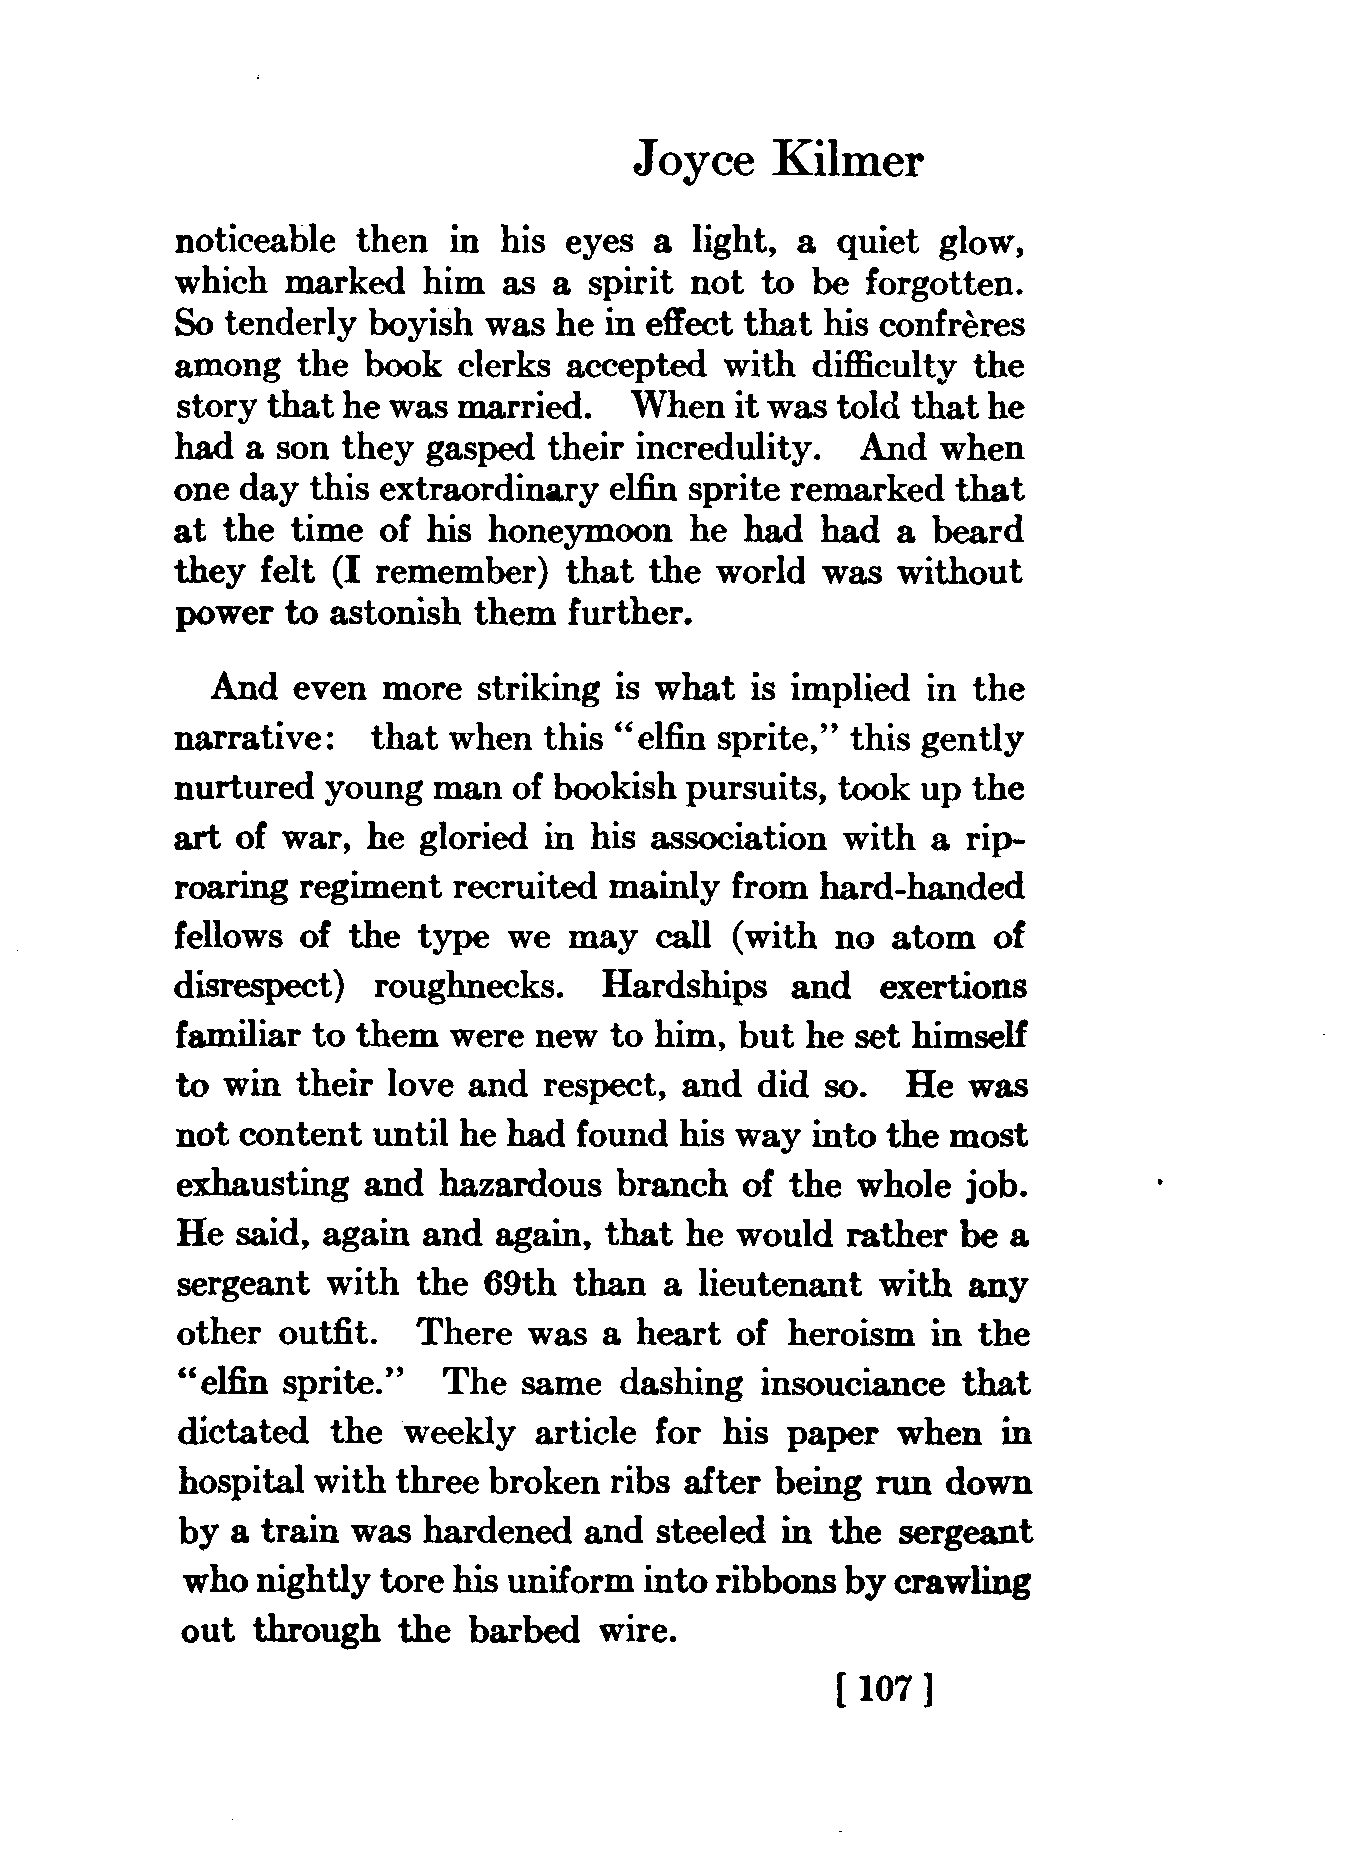 Joyce Kilmer
noticeable then in his eyes a light, a quiet glow,
which marked him as a spirit not to be forgotten.
So tenderly boyish was he in effect that his confrères
among the book clerks accepted with difficulty the
story that he was married. When it was told that he
had a son they gasped their incredulity. And when
one day this extraordinary elfin sprite remarked that
at the time of his honeymoon he had had a beard
they felt (I remember) that the world was without
power to astonish them further.
And even more striking is what is implied in the
narrative: that when this “elfin sprite,” this gently
nurtured young man of bookish pursuits, took up the
art of war, he gloried in his association with a rip-
roaring regiment recruited mainly from hard-handed
fellows of the type we may call (with no atom of
disrespect) roughnecks. Hardships and exertions
familiar to them were new to him, but he set himself
to win their love and respect, and did so. He was
not content until he had found his way into the most
exhausting and hazardous branch of the whole job.
He said, again and again, that he would rather be a
sergeant with the 69th than a lieutenant with any
other outfit. There was a heart of heroism in the
“elfin sprite.” The same dashing insouciance that
dictated the weekly article for his paper when in
hospital with three broken ribs after being run down
by a train was hardened and steeled in the sergeant
who nightly tore his uniform into ribbons by crawling
out through the barbed wire.
[ 107 ]